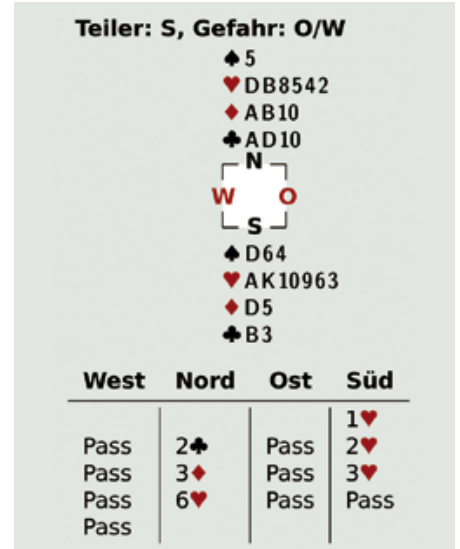 Teiler: S, Gefahr: O/W
♠ 5
♥ DB8542
♦ AB10
♣ AD10
N
W O
S
♠ D64
♥ AK10963
♦ D5
♣ B3
West Nord Ost Süd
1♥
Pass 2♣ Pass 2♥
Pass 3♦ Pass 3♥
Pass 6♥ Pass Pass
Pass